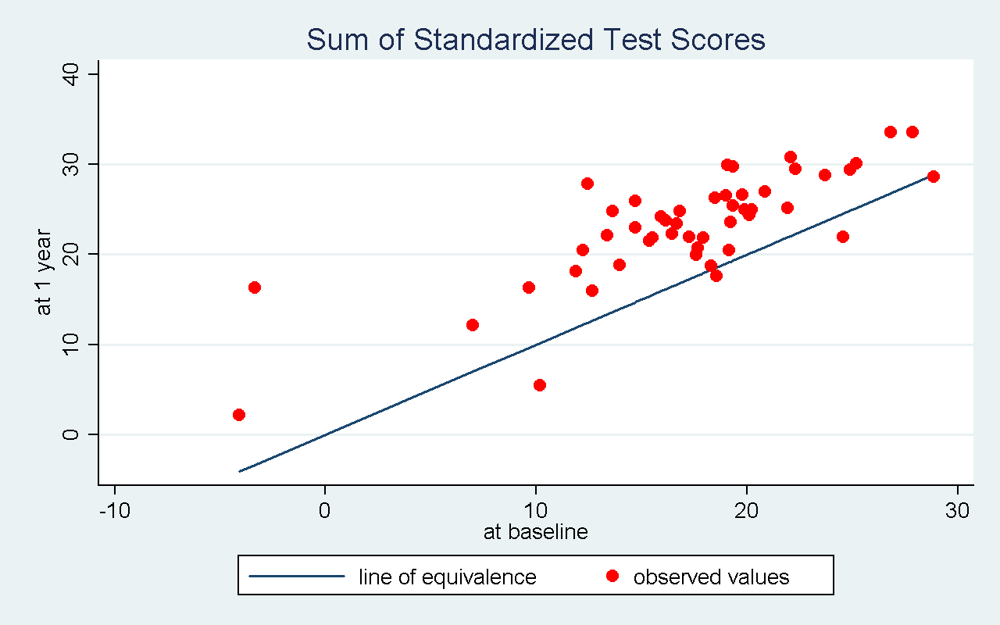 Sum of Standardized Test Scores
40
30
20
10
0
at 1 year
-10 0 10 20 30
at baseline
line of equivalence observed values